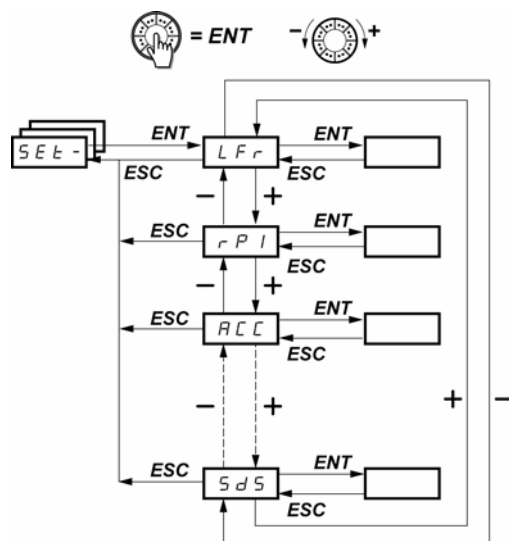 = ENT - +
ENT
SEt- LFr ENT
ESC ESC
- +
ESC rPI ENT
ESC
- +
ESC ACC ENT
ESC
- + + -
ESC SdS ENT
ESC